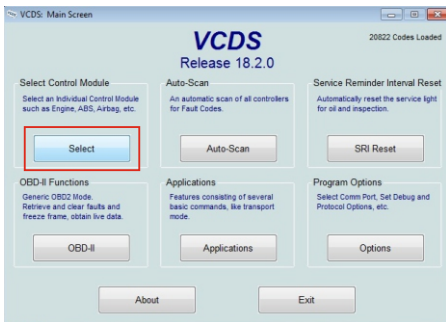 VCDS: Main Screen
VCDS
20822 Codes Loaded
Release 18.2.0
Select Control Module
Select an Individual Control Module
such as Engine, ABS, Airbag, etc.
Select
Auto-Scan
An automatic scan of all controllers
for Fault Codes.
Auto-Scan
Service Reminder Interval Reset
Automatically reset the service light
for oil and inspection.
SRI Reset
OBD-II Functions
Generic OBD2 Mode.
Retrieve and clear faults and
freeze frame, obtain live data.
OBD-II
Applications
Features consisting of several
basic commands, like transport
mode.
Applications
Program Options
Select Comm Port, Set Debug and
Protocol Options, etc.
Options
About
Exit